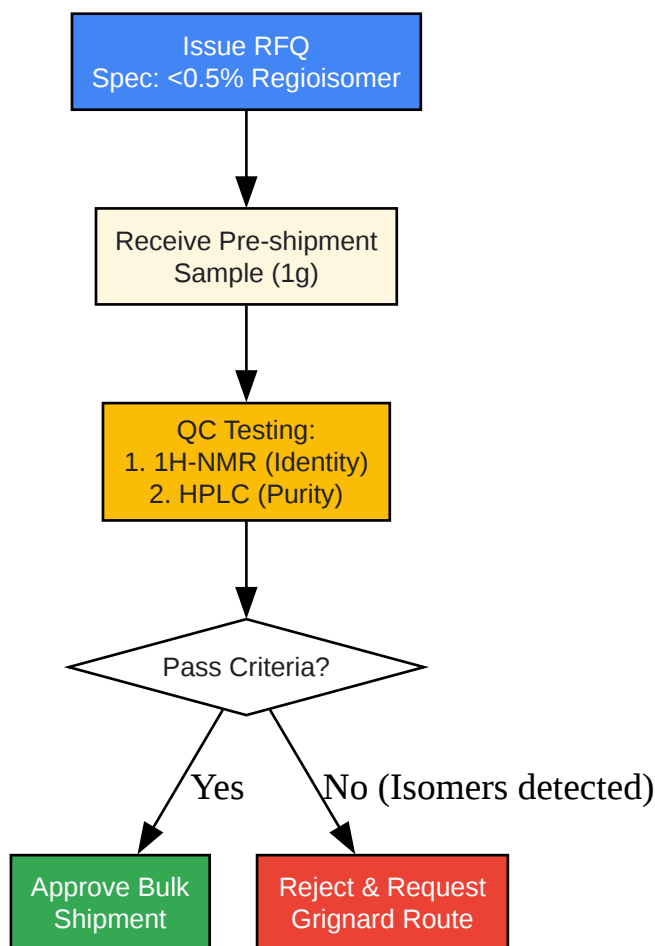 Issue RFQ
Spec: <0.5% Regioisomer
Receive Pre-shipment
Sample (1g)
QC Testing:
1. 1H-NMR (Identity)
2. HPLC (Purity)
Pass Criteria?
Yes
No (Isomers detected)
Approve Bulk
Shipment
Reject & Request
Grignard Route